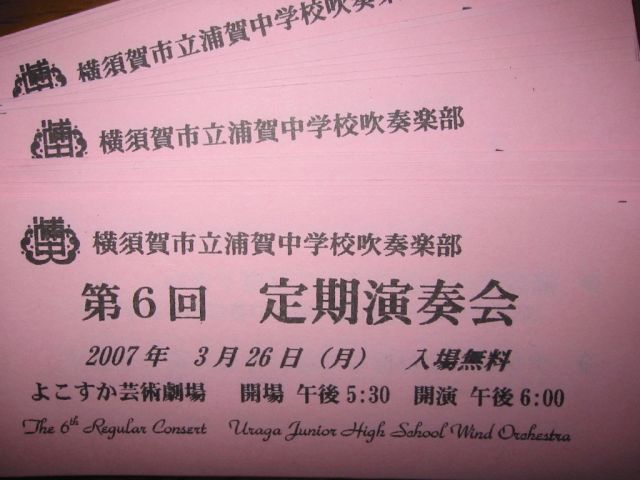 横須賀市立浦賀中学校吹奏楽
横須賀市立浦賀中学校吹奏楽部
横須賀市立浦賀中学校吹奏楽部
第6回 定期演奏会
2007年 3月26日(月) 入場無料
よこすか芸術劇場 開場 午後5:30 開演 午後6:00
The 6th Regular Consert Uraga Junior High School Wind Orchestra